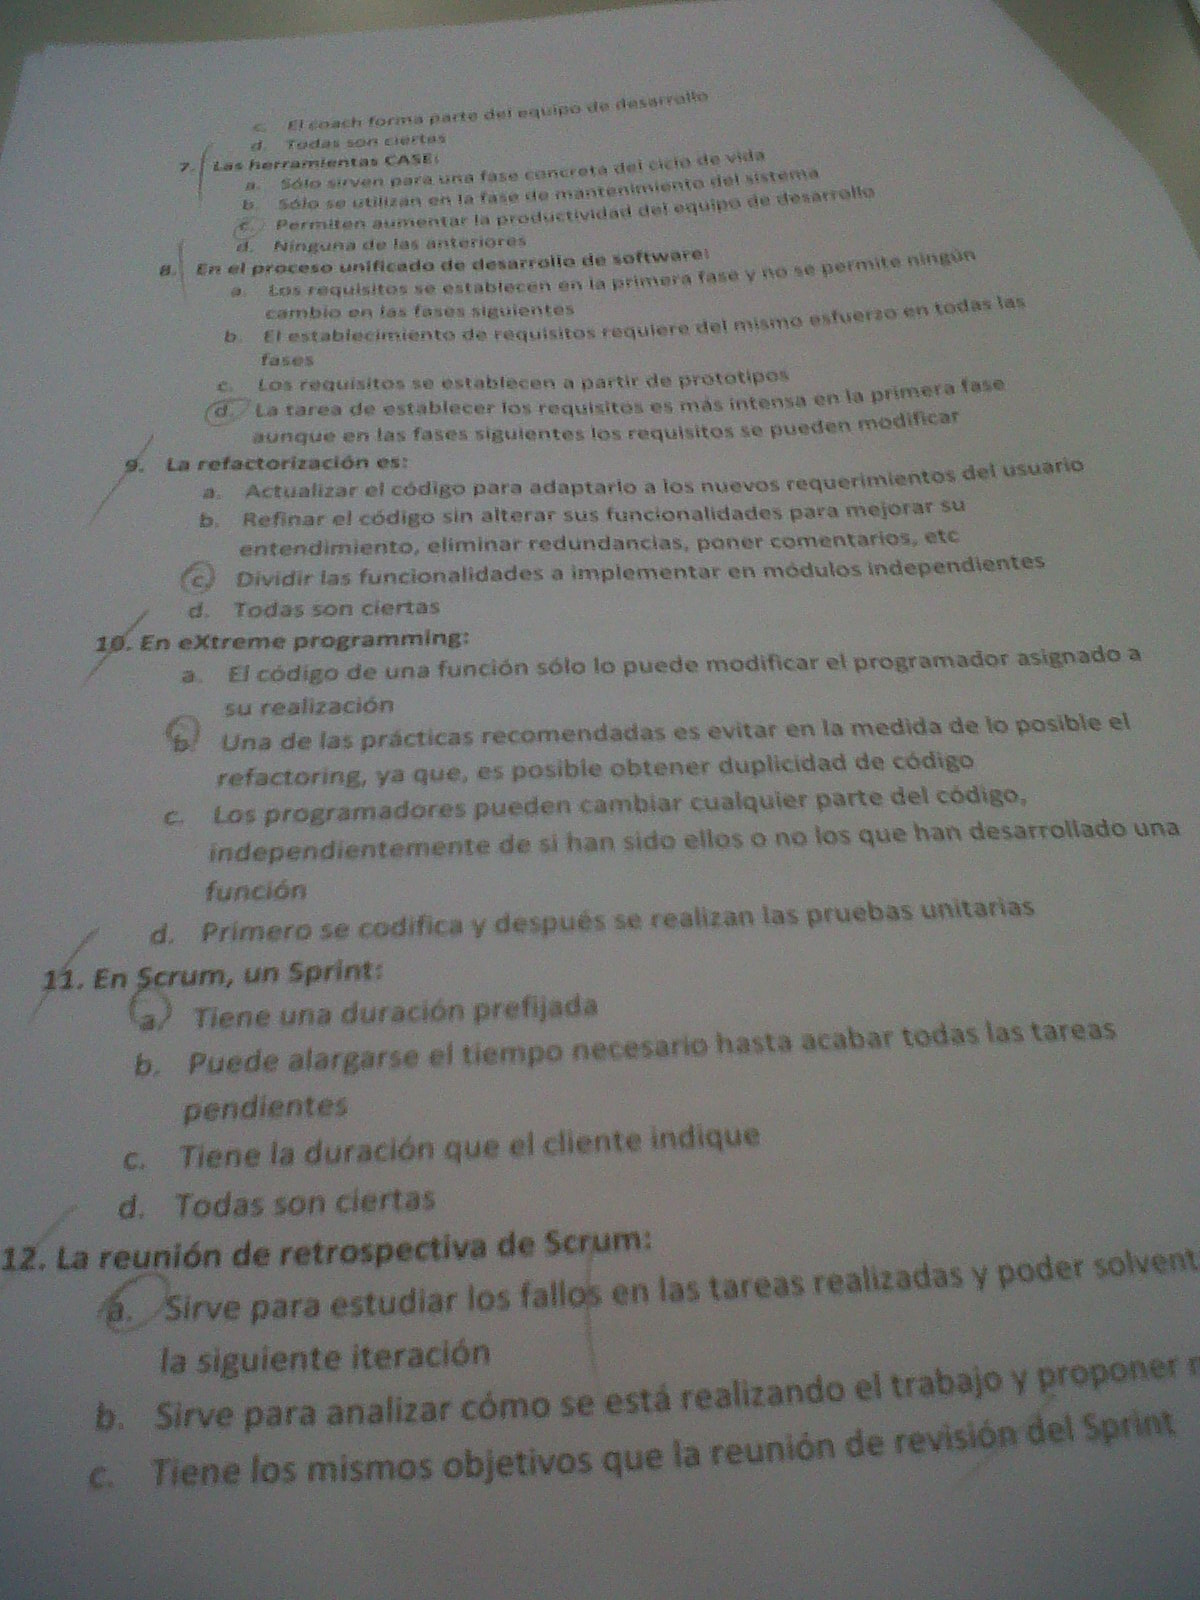 c. El coach forma parte del equipo de desarrollo
d. Todas son ciertas
7. Las herramientas CASE:
a. Sólo sirven para una fase concreta del ciclo de vida
b. Sólo se utilizan en la fase de mantenimiento del sistema
c. Permiten aumentar la productividad del equipo de desarrollo
d. Ninguna de las anteriores
8. En el proceso unificado de desarrollo de software:
a. Los requisitos se establecen en la primera fase y no se permite ningún
cambio en las fases siguientes
b. El establecimiento de requisitos requiere del mismo esfuerzo en todas las
fases
c. Los requisitos se establecen a partir de prototipos
d. La tarea de establecer los requisitos es más intensa en la primera fase
aunque en las fases siguientes los requisitos se pueden modificar
9. La refactorización es:
a. Actualizar el código para adaptarlo a los nuevos requerimientos del usuario
b. Refinar el código sin alterar sus funcionalidades para mejorar su
entendimiento, eliminar redundancias, poner comentarios, etc
c. Dividir las funcionalidades a implementar en módulos independientes
d. Todas son ciertas
10. En eXtreme programming:
a. El código de una función sólo lo puede modificar el programador asignado a
su realización
b. Una de las prácticas recomendadas es evitar en la medida de lo posible el
refactoring, ya que, es posible obtener duplicidad de código
c. Los programadores pueden cambiar cualquier parte del código,
independientemente de si han sido ellos o no los que han desarrollado una
función
d. Primero se codifica y después se realizan las pruebas unitarias
11. En Scrum, un Sprint:
a. Tiene una duración prefijada
b. Puede alargarse el tiempo necesario hasta acabar todas las tareas
pendientes
c. Tiene la duración que el cliente indique
d. Todas son ciertas
12. La reunión de retrospectiva de Scrum:
a. Sirve para estudiar los fallos en las tareas realizadas y poder solvent
la siguiente iteración
b. Sirve para analizar cómo se está realizando el trabajo y proponer
c. Tiene los mismos objetivos que la reunión de revisión del Sprint